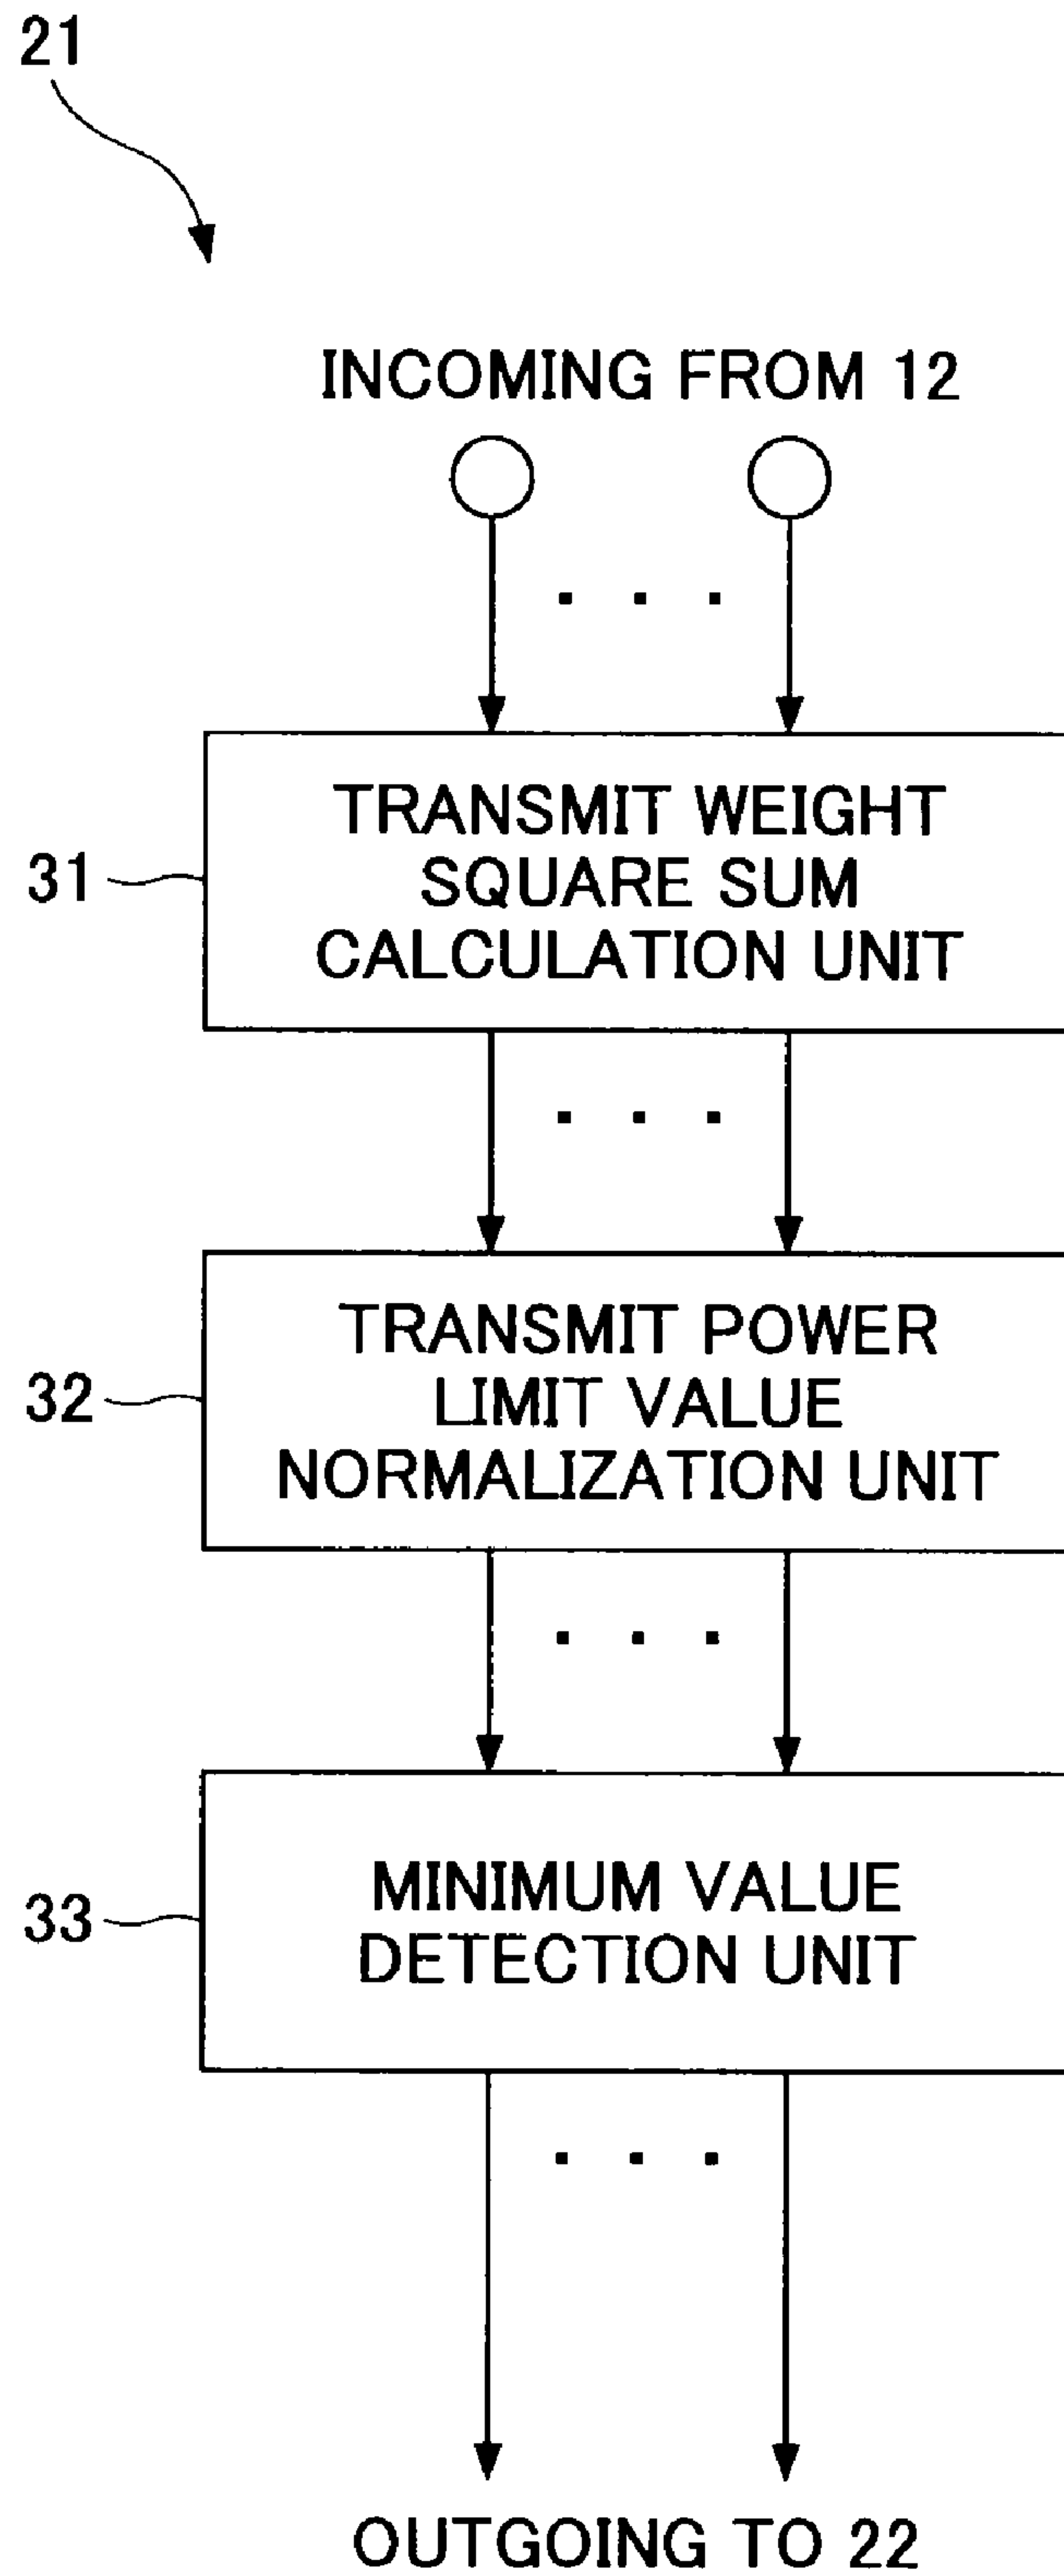 21
INCOMING FROM 12
. . .
31
TRANSMIT WEIGHT
SQUARE SUM
CALCULATION UNIT
. . .
32
TRANSMIT POWER
LIMIT VALUE
NORMALIZATION UNIT
. . .
33
MINIMUM VALUE
DETECTION UNIT
. . .
OUTGOING TO 22